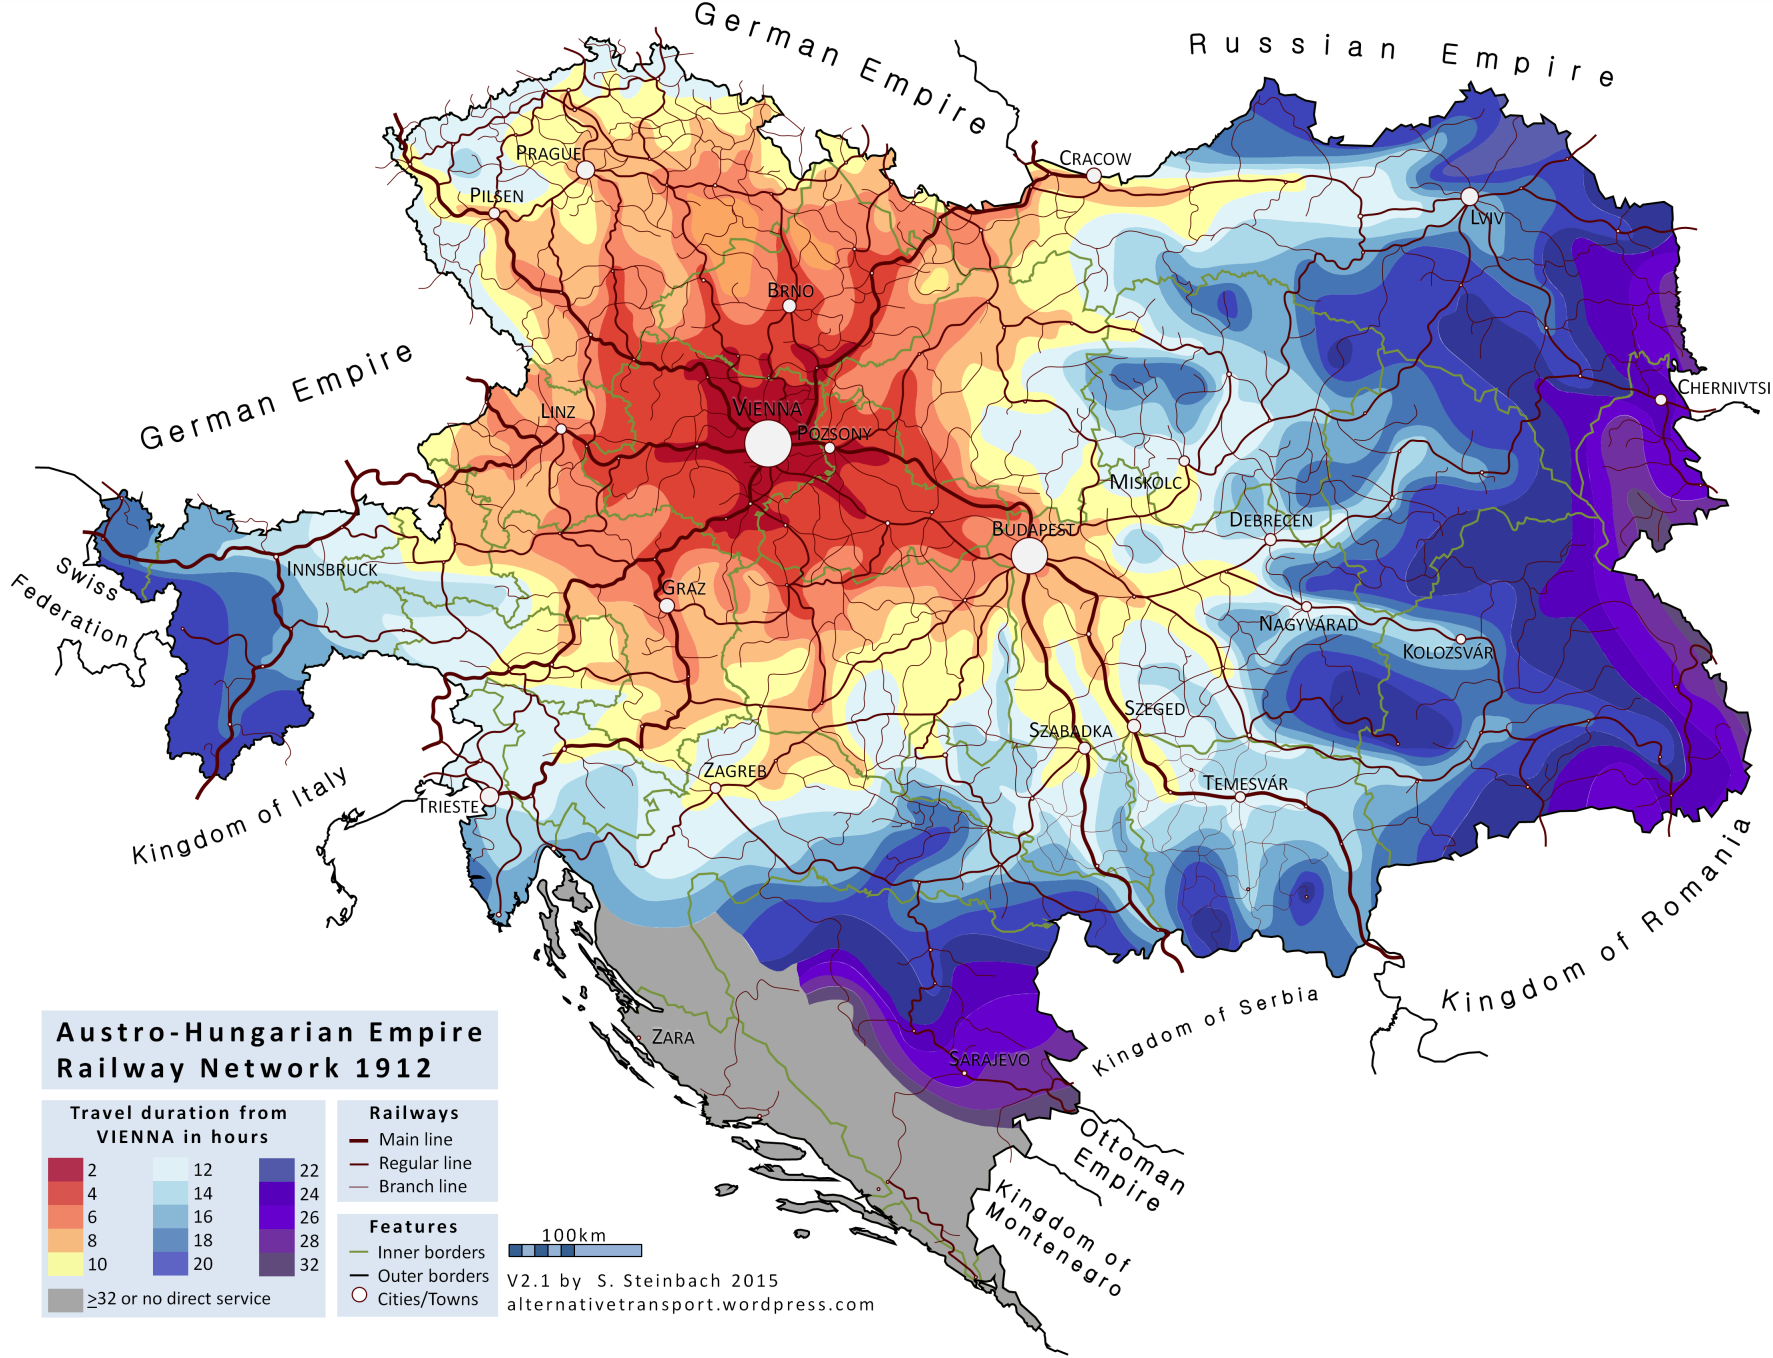 German Empire
Russian Empire
Cracow
Prague
Pilsen
Lviv
Brno
German Empire
Chernivtsi
Vienna
Linz
Pozsony
Miskolc
Debrecen
Budapest
Innsbruck
Swiss
Federation
Graz
Nagyvárad
Kolozsvár
Szeged
Szabadka
Zagreb
Temesvár
Trieste
Kingdom of Italy
Kingdom of Romania
Kingdom of Serbia
Zara
Sarajevo
Ottoman
Empire
Kingdom of
Montenegro
Austro-Hungarian Empire
Railway Network 1912
Travel duration from
VIENNA in hours
2 12 22
4 14 24
6 16 26
8 18 28
10 20 32
≥32 or no direct service
Railways
Main line
Regular line
Branch line
Features
Inner borders
Outer borders
Cities/Towns
100km
V2.1 by S. Steinbach 2015
alternativetransport.wordpress.com